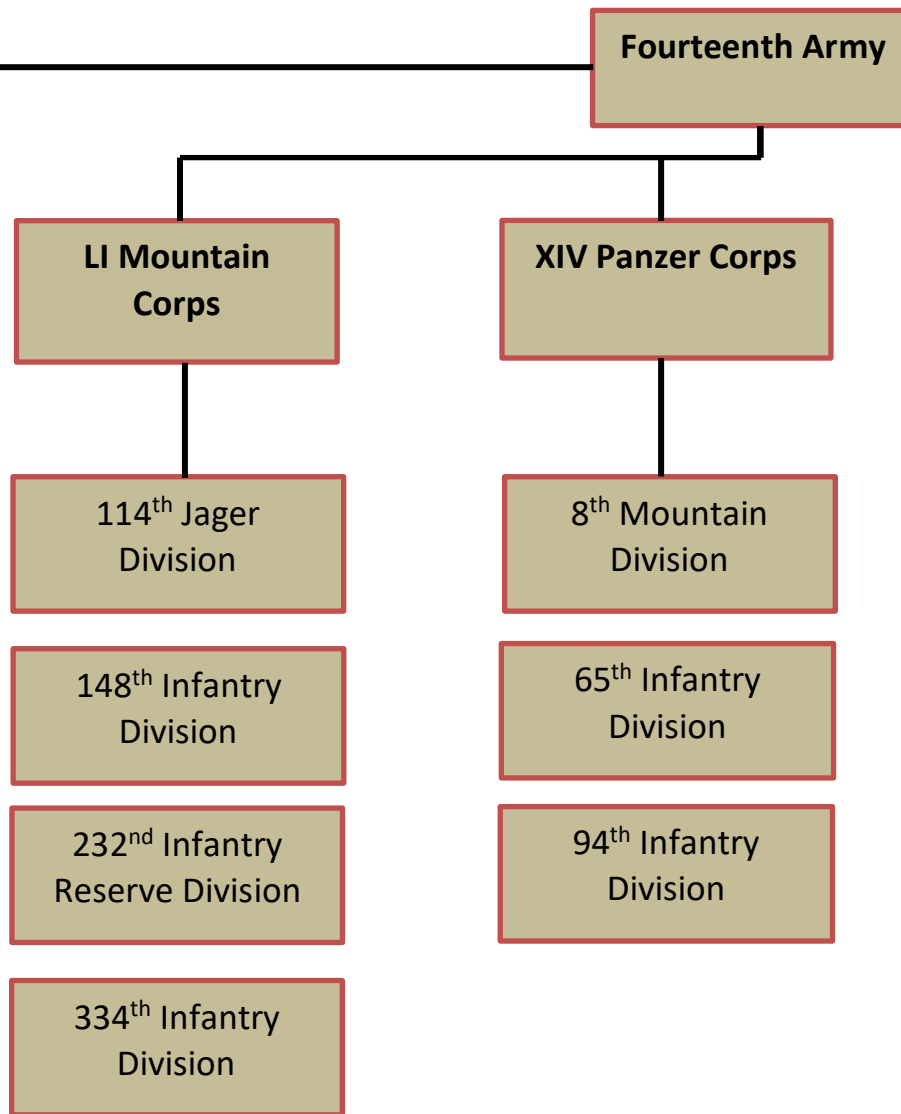 Fourteenth Army
LI Mountain
Corps
XIV Panzer Corps
114th Jager
Division
8th Mountain
Division
148th Infantry
Division
65th Infantry
Division
232nd Infantry
Reserve Division
94th Infantry
Division
334th Infantry
Division